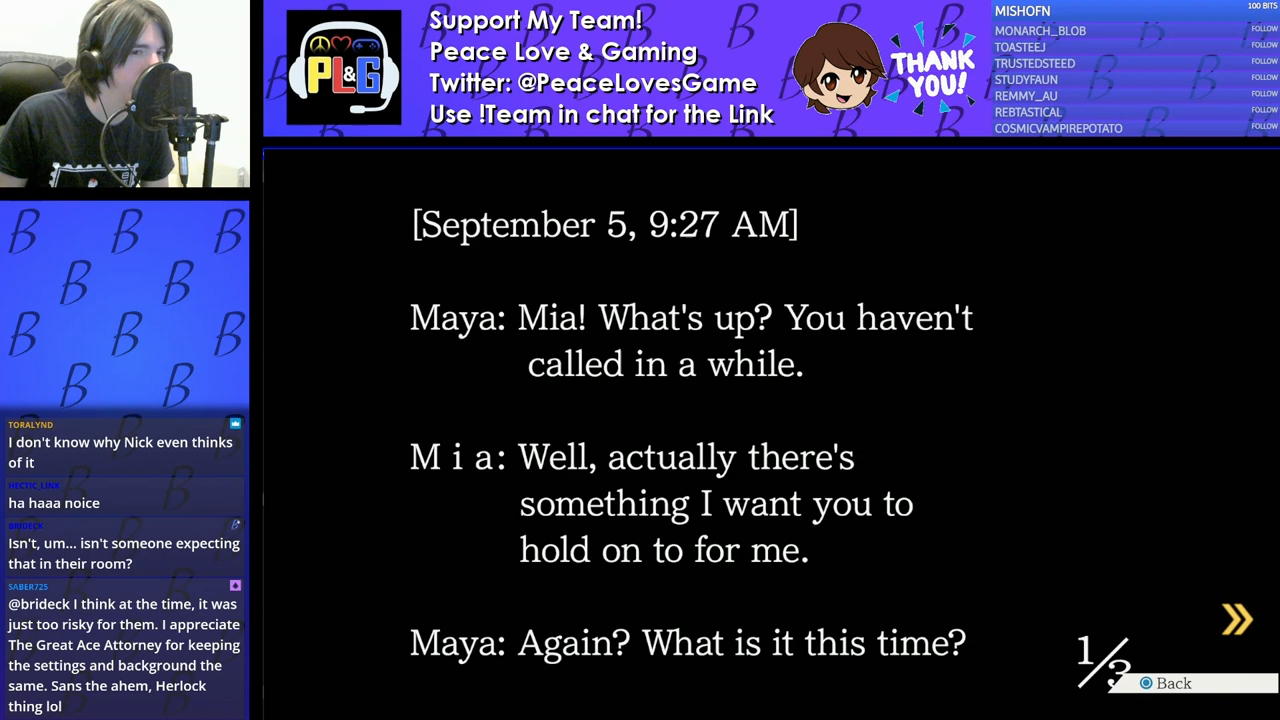 Support My Team!
Peace Love & Gaming
Twitter: @PeaceLovesGame
Use !Team in chat for the Link
PL&G
THANK
YOU!
MISHOFN 100 BITS
MONARCH_BLOB FOLLOW
TOASTEEJ FOLLOW
TRUSTEDSTEED FOLLOW
STUDYFAUN FOLLOW
REMMY_AU FOLLOW
REBTASTICAL FOLLOW
COSMICVAMPIREPOTATO FOLLOW
[September 5, 9:27 AM]
Maya: Mia! What's up? You haven't
called in a while.
M i a: Well, actually there's
something I want you to
hold on to for me.
Maya: Again? What is it this time?
1/3
Back
TORALYND
I don't know why Nick even thinks
of it
HECTIC_LINK
ha haaa noice
BRIDECK
Isn't, um... isn't someone expecting
that in their room?
SABER725
@brideck I think at the time, it was
just too risky for them. I appreciate
The Great Ace Attorney for keeping
the settings and background the
same. Sans the ahem, Herlock
thing lol